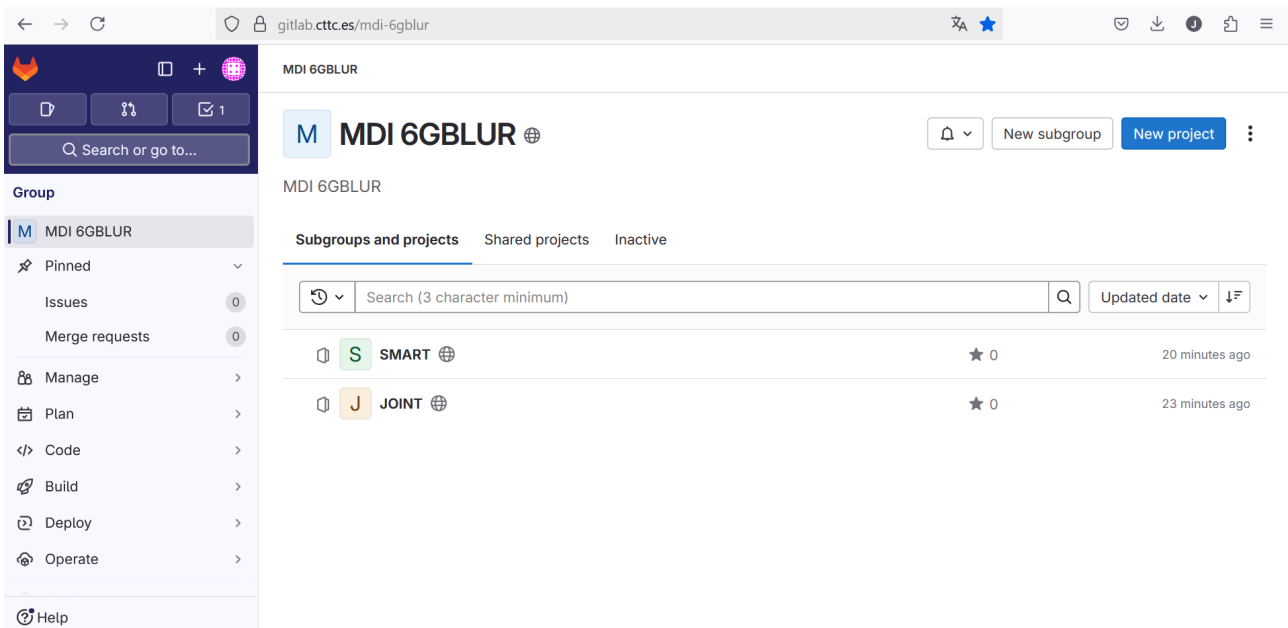 gitlab.cttc.es/mdi-6gblur
J
1
Search or go to...
Group
M MDI 6GBLUR
Pinned
Issues 0
Merge requests 0
Manage
Plan
Code
Build
Deploy
Operate
Help
MDI 6GBLUR
M MDI 6GBLUR
New subgroup New project
MDI 6GBLUR
Subgroups and projects Shared projects Inactive
Search (3 character minimum) Updated date
S SMART 0 20 minutes ago
J JOINT 0 23 minutes ago